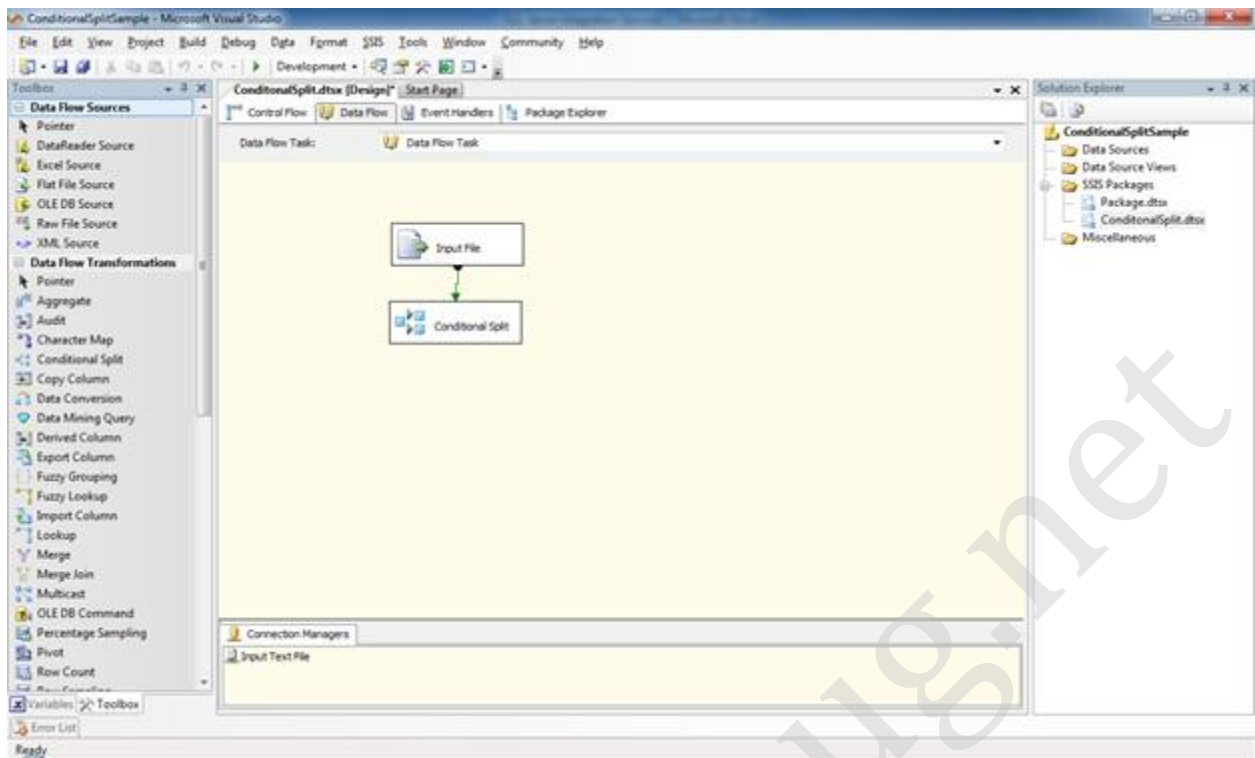 ConditionalSplitSample - Microsoft Visual Studio
File Edit View Project Build Debug Data Format SSIS Tools Window Community Help
Development
Toolbox
Data Flow Sources
Pointer
DataReader Source
Excel Source
Flat File Source
OLE DB Source
Raw File Source
XML Source
Data Flow Transformations
Pointer
Aggregate
Audit
Character Map
Conditional Split
Copy Column
Data Conversion
Data Mining Query
Derived Column
Export Column
Fuzzy Grouping
Fuzzy Lookup
Import Column
Lookup
Merge
Merge Join
Multicast
OLE DB Command
Percentage Sampling
Pivot
Row Count
Variables Toolbox
Error List
Ready
ConditonalSplit.dtsx [Design]* Start Page
Control Flow Data Flow Event Handlers Package Explorer
Data Flow Task: Data Flow Task
Input File
Conditional Split
Connection Managers
Input Text File
Solution Explorer
ConditionalSplitSample
Data Sources
Data Source Views
SSIS Packages
Package.dtsx
ConditonalSplit.dtsx
Miscellaneous
ug.net